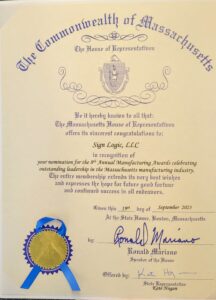 The Commonwealth of Massachusetts
The House of Representatives
Be it hereby known to all that:
The Massachusetts House of Representatives
offers its sincerest congratulations to:
Sign Logic, LLC
in recognition of
your nomination for the 8th Annual Manufacturing Awards celebrating
outstanding leadership in the Massachusetts manufacturing industry.
The entire membership extends its very best wishes
and expresses the hope for future good fortune
and continued success in all endeavors.
Given this 19th day of September 2023
At the State House, Boston, Massachusetts
by: Ronald Mariano
Ronald Mariano
Speaker of the House
Offered by:
State Representative
Kate Hogan